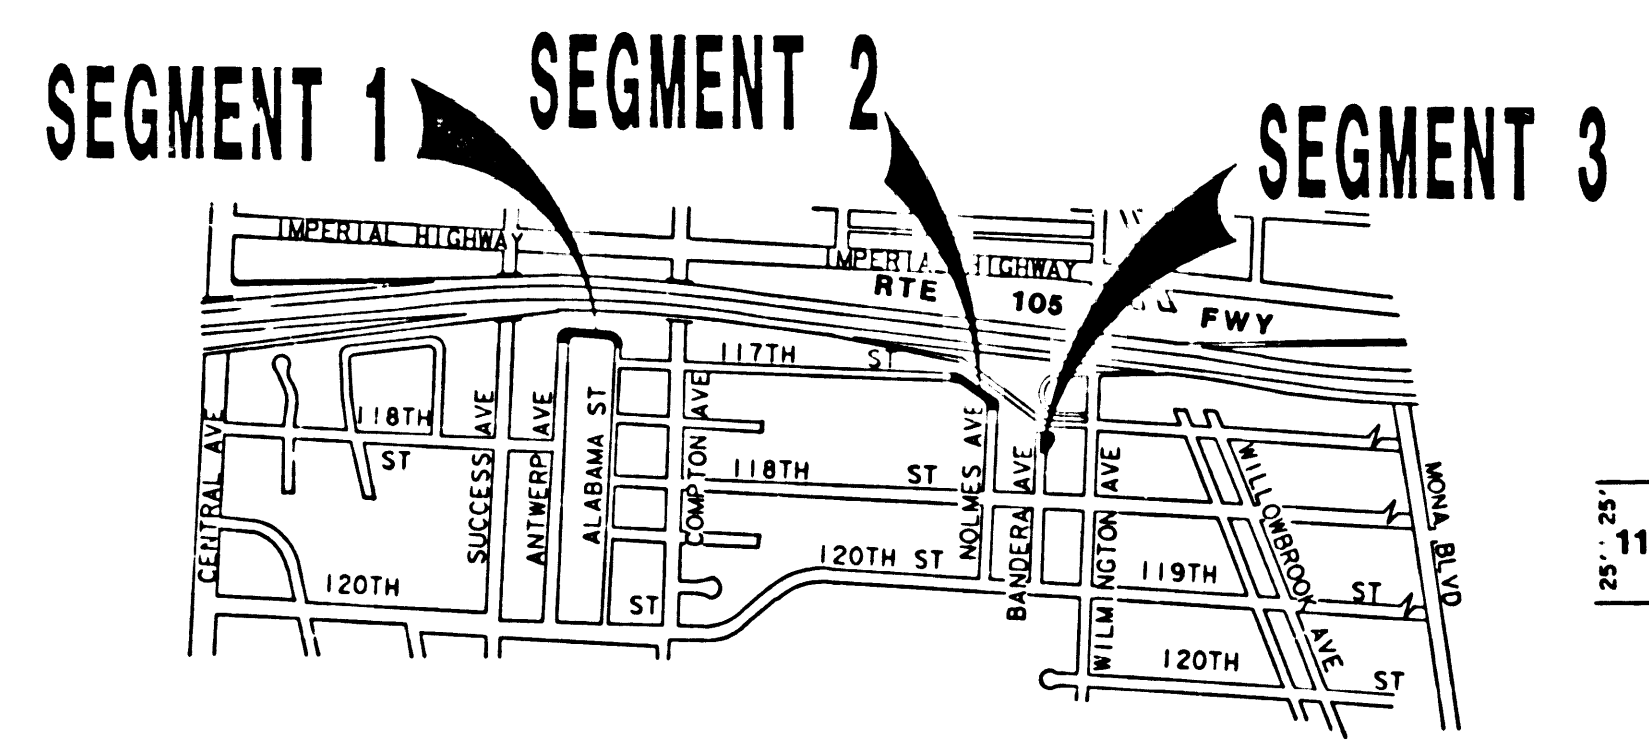 SEGMENT 1
SEGMENT 2
SEGMENT 3
IMPERIAL HIGHWAY
IMPERIAL HIGHWAY
RTE 105 FWY
117TH ST
118TH ST
118TH ST
119TH ST
120TH ST
120TH ST
120TH ST
CENTRAL AVE
SUCCESS AVE
ANTWERP AVE
ALABAMA ST
COMPTON AVE
NOLMES AVE
BANDERA AVE
WILMINGTON AVE
WILLOWBROOK AVE
MONA BLVD
25' 25'
11